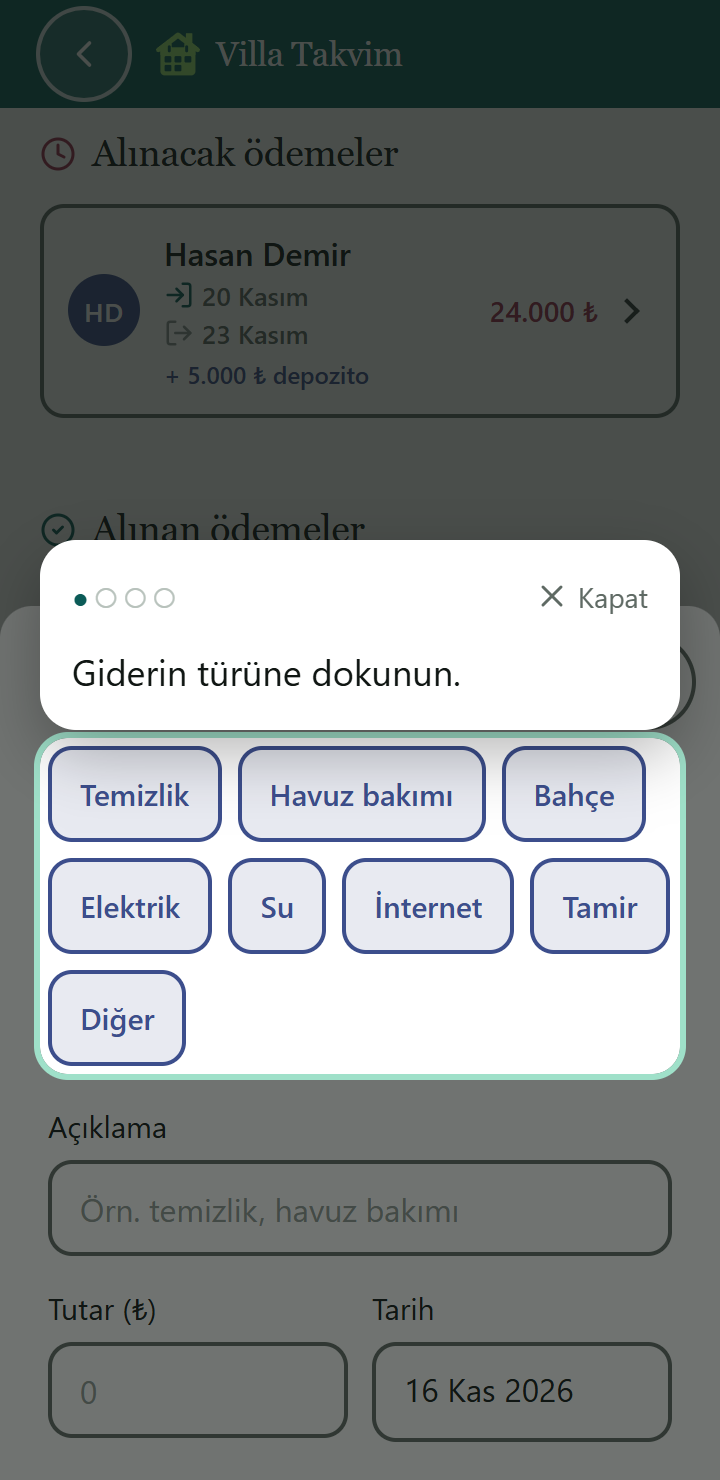 Villa Takvim
Alınacak ödemeler
Hasan Demir
HD
20 Kasım
24.000 ₺
23 Kasım
+ 5.000 ₺ depozito
Alınan ödemeler
Kapat
Giderin türüne dokunun.
Temizlik Havuz bakımı Bahçe
Elektrik Su İnternet Tamir
Diğer
Açıklama
Örn. temizlik, havuz bakımı
Tutar (₺) Tarih
0 16 Kas 2026